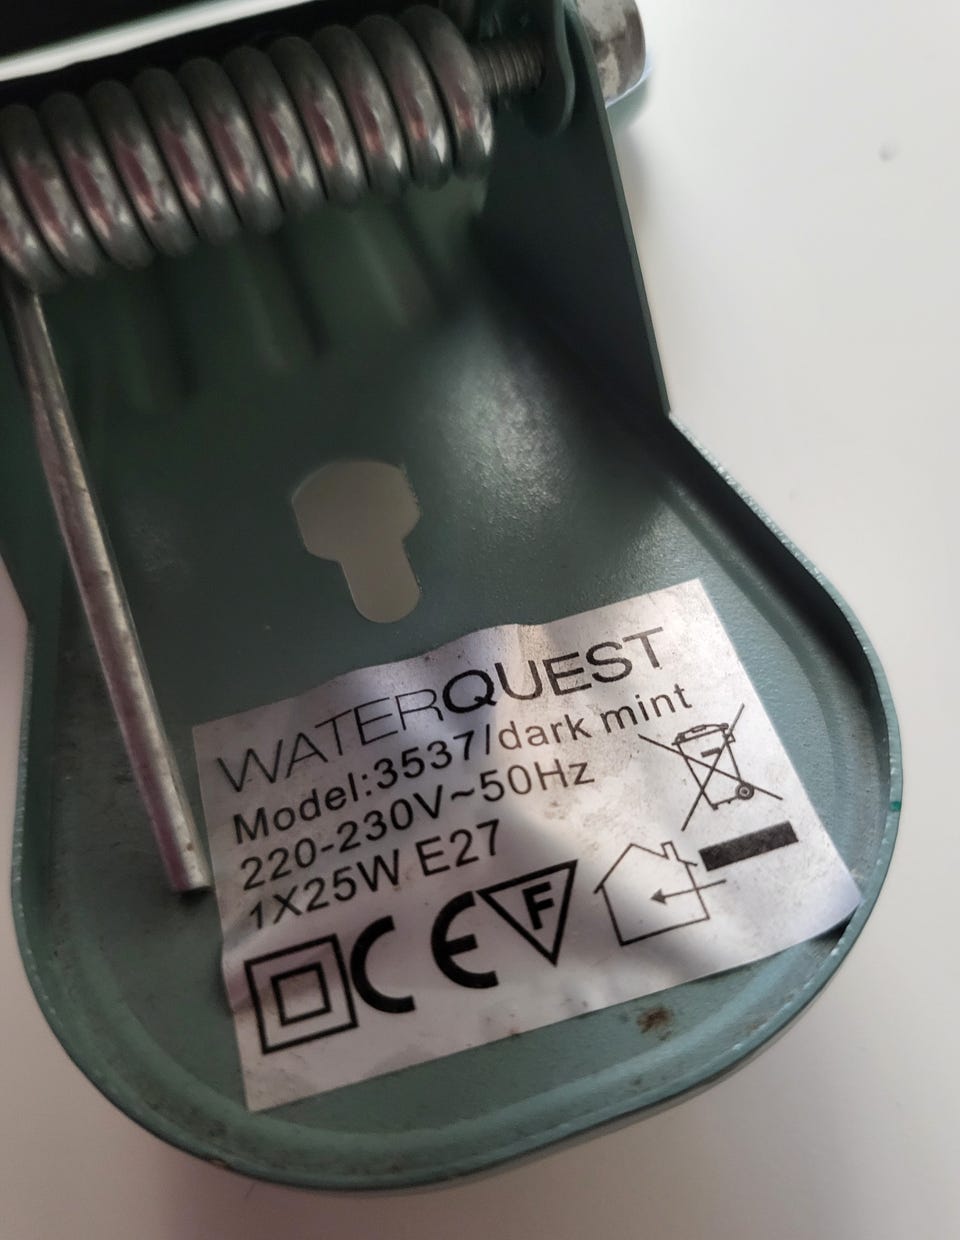 WATERQUEST
Model:3537/dark mint
220-230V~50Hz
1X25W E27
CE F